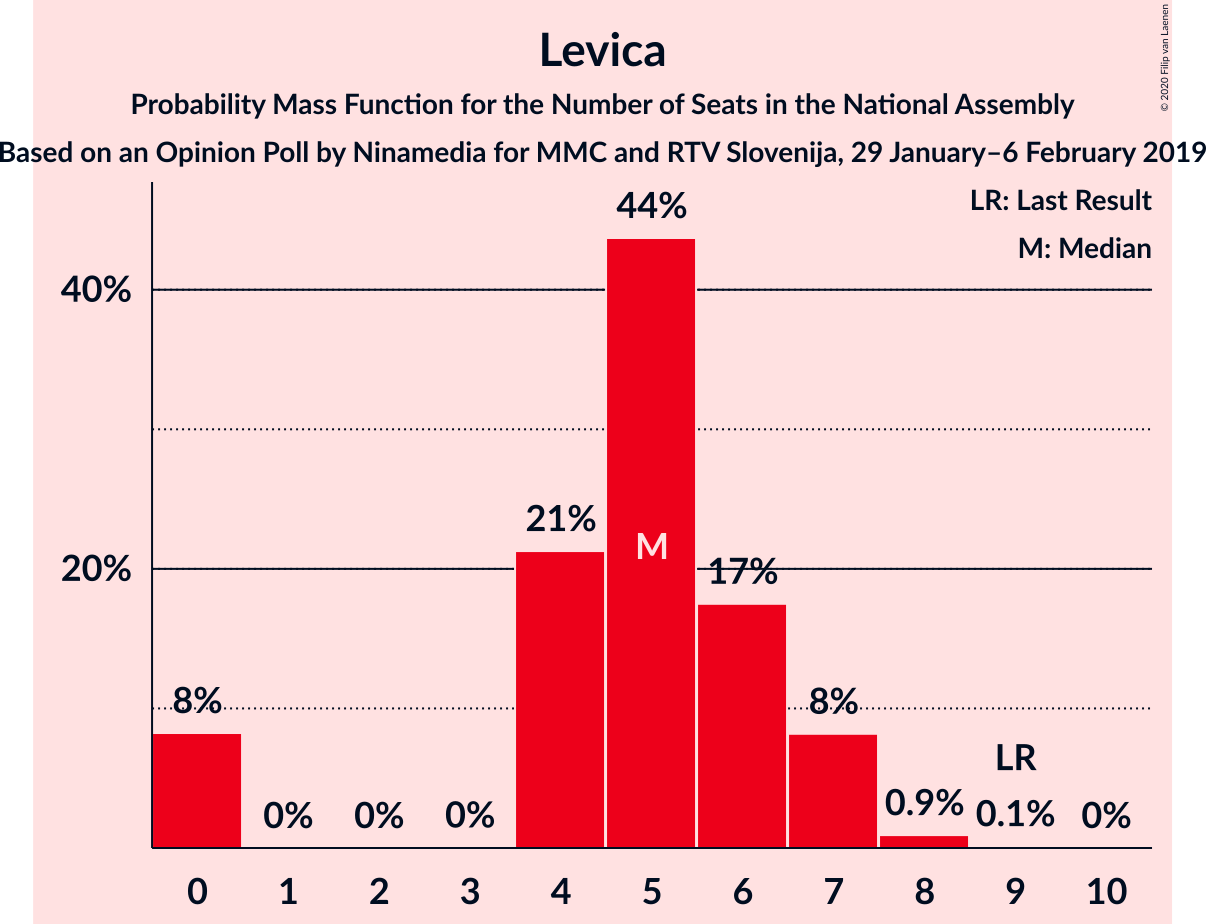 © 2020 Filip van Laenen
Levica
Probability Mass Function for the Number of Seats in the National Assembly
Based on an Opinion Poll by Ninamedia for MMC and RTV Slovenija, 29 January–6 February 2019
LR: Last Result
M: Median
44%
40%
21%
M
20%
17%
8%
8%
LR
0%
0%
0%
0.9%
0.1%
0%
0 1 2 3 4 5 6 7 8 9 10